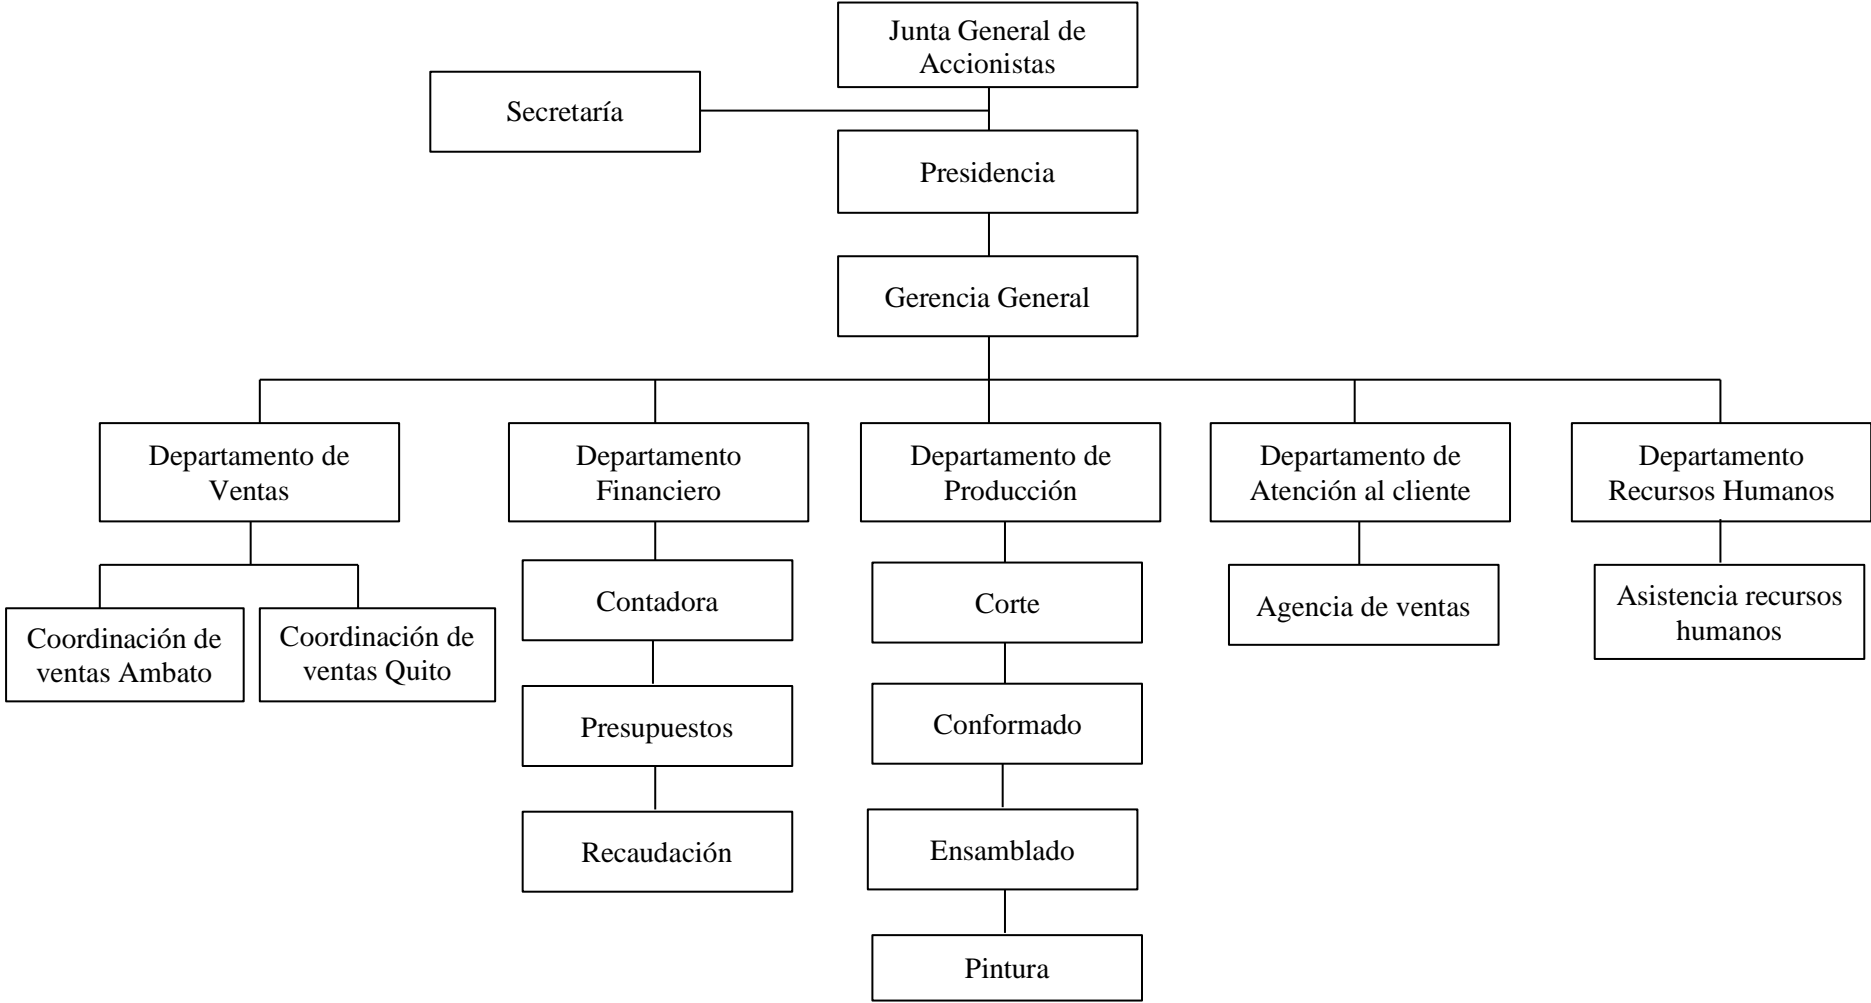 Junta General de
Accionistas
Secretaría
Presidencia
Gerencia General
Departamento de
Ventas
Departamento
Financiero
Departamento de
Producción
Departamento de
Atención al cliente
Departamento
Recursos Humanos
Coordinación de
ventas Ambato
Coordinación de
ventas Quito
Contadora
Presupuestos
Recaudación
Corte
Conformado
Ensamblado
Pintura
Agencia de ventas
Asistencia recursos
humanos